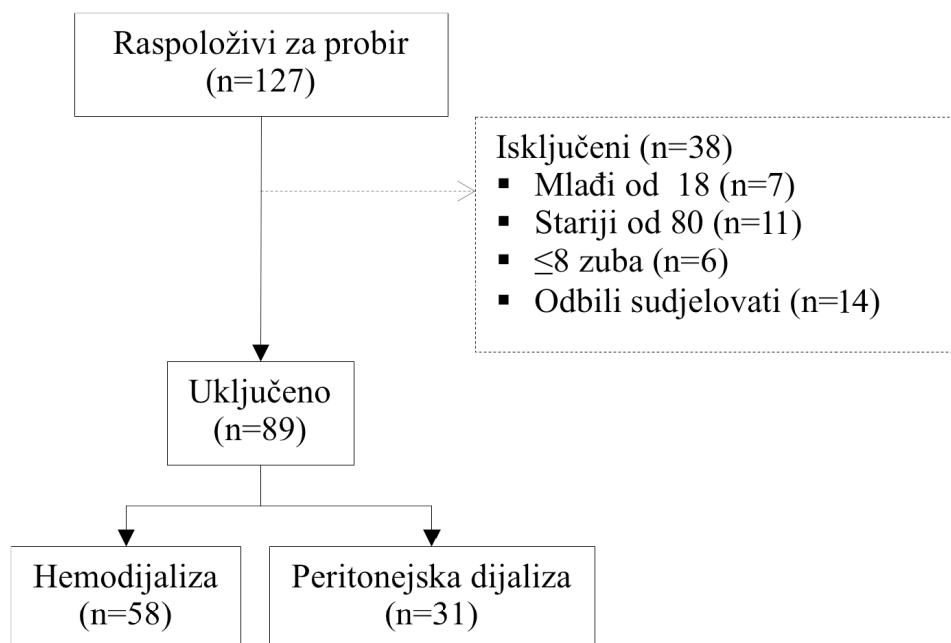 Raspoloživi za probir
(n=127)
Isključeni (n=38)
▪ Mlađi od 18 (n=7)
▪ Stariji od 80 (n=11)
▪ ≤8 zuba (n=6)
▪ Odbili sudjelovati (n=14)
Uključeno
(n=89)
Hemodijaliza
(n=58)
Peritonejska dijaliza
(n=31)